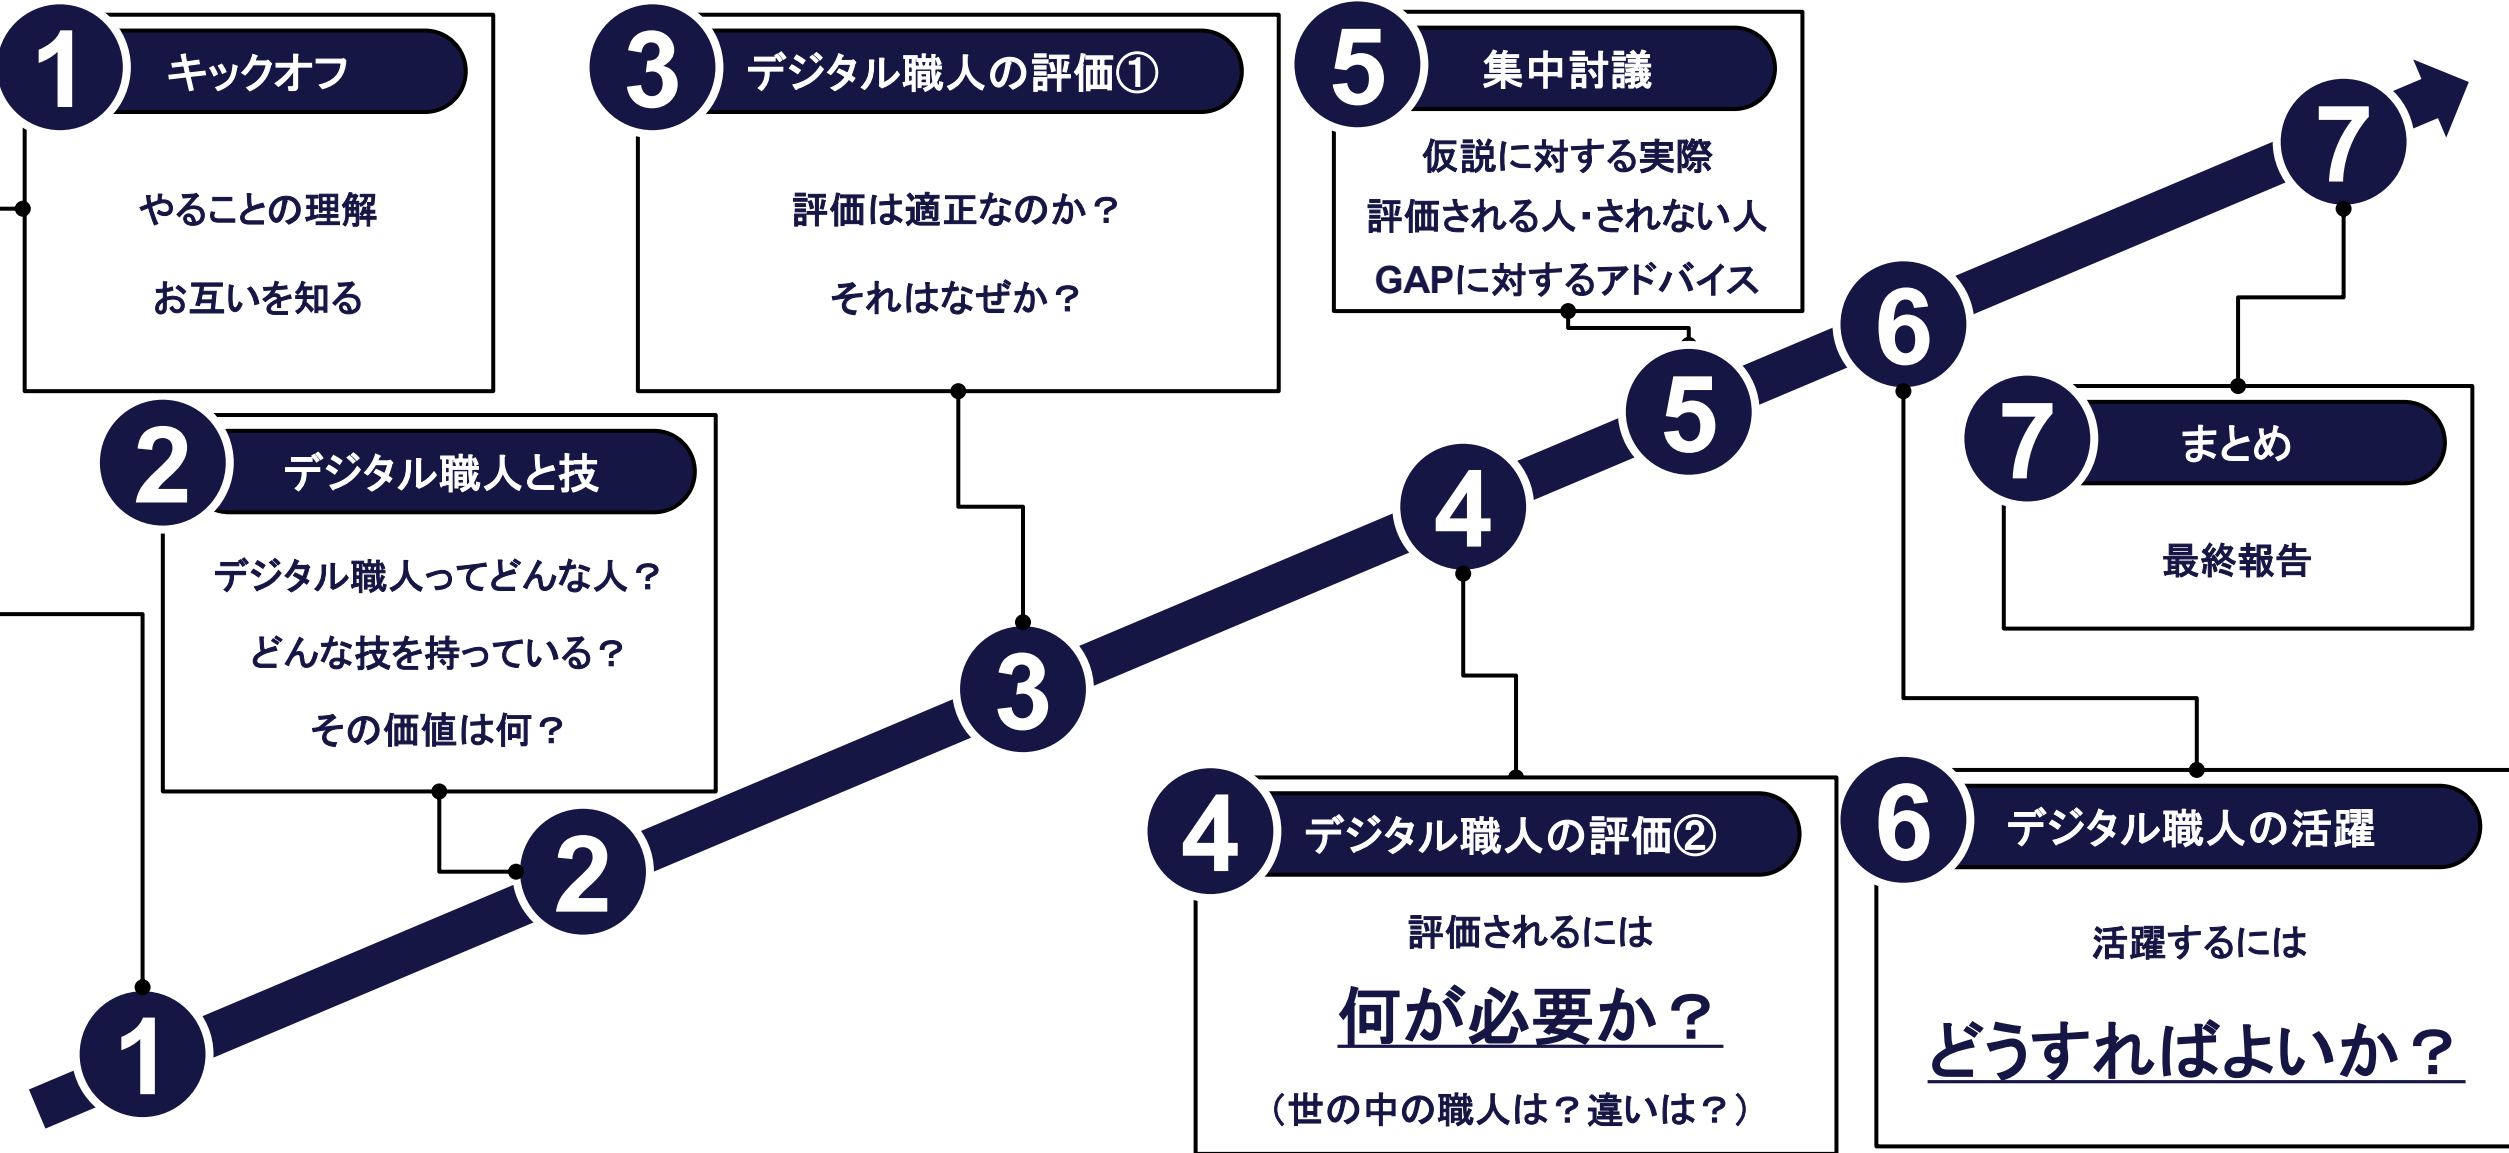 1
キックオフ
やることの理解
お互いを知る
2
デジタル職人と技
デジタル職人ってどんな人？
どんな技を持っている？
その価値は何？
3
デジタル職人の評価①
評価は適正なのか？
それはなぜか？
4
デジタル職人の評価②
評価されるには
何が必要か？
（世の中の職人は？違いは？）
5
集中討議
仮説に対する実際
評価される人・されない人
GAPに対するアドバイス
6
デジタル職人の活躍
活躍するには
どうすればよいか？
7
まとめ
最終報告
1
2
3
4
5
6
7